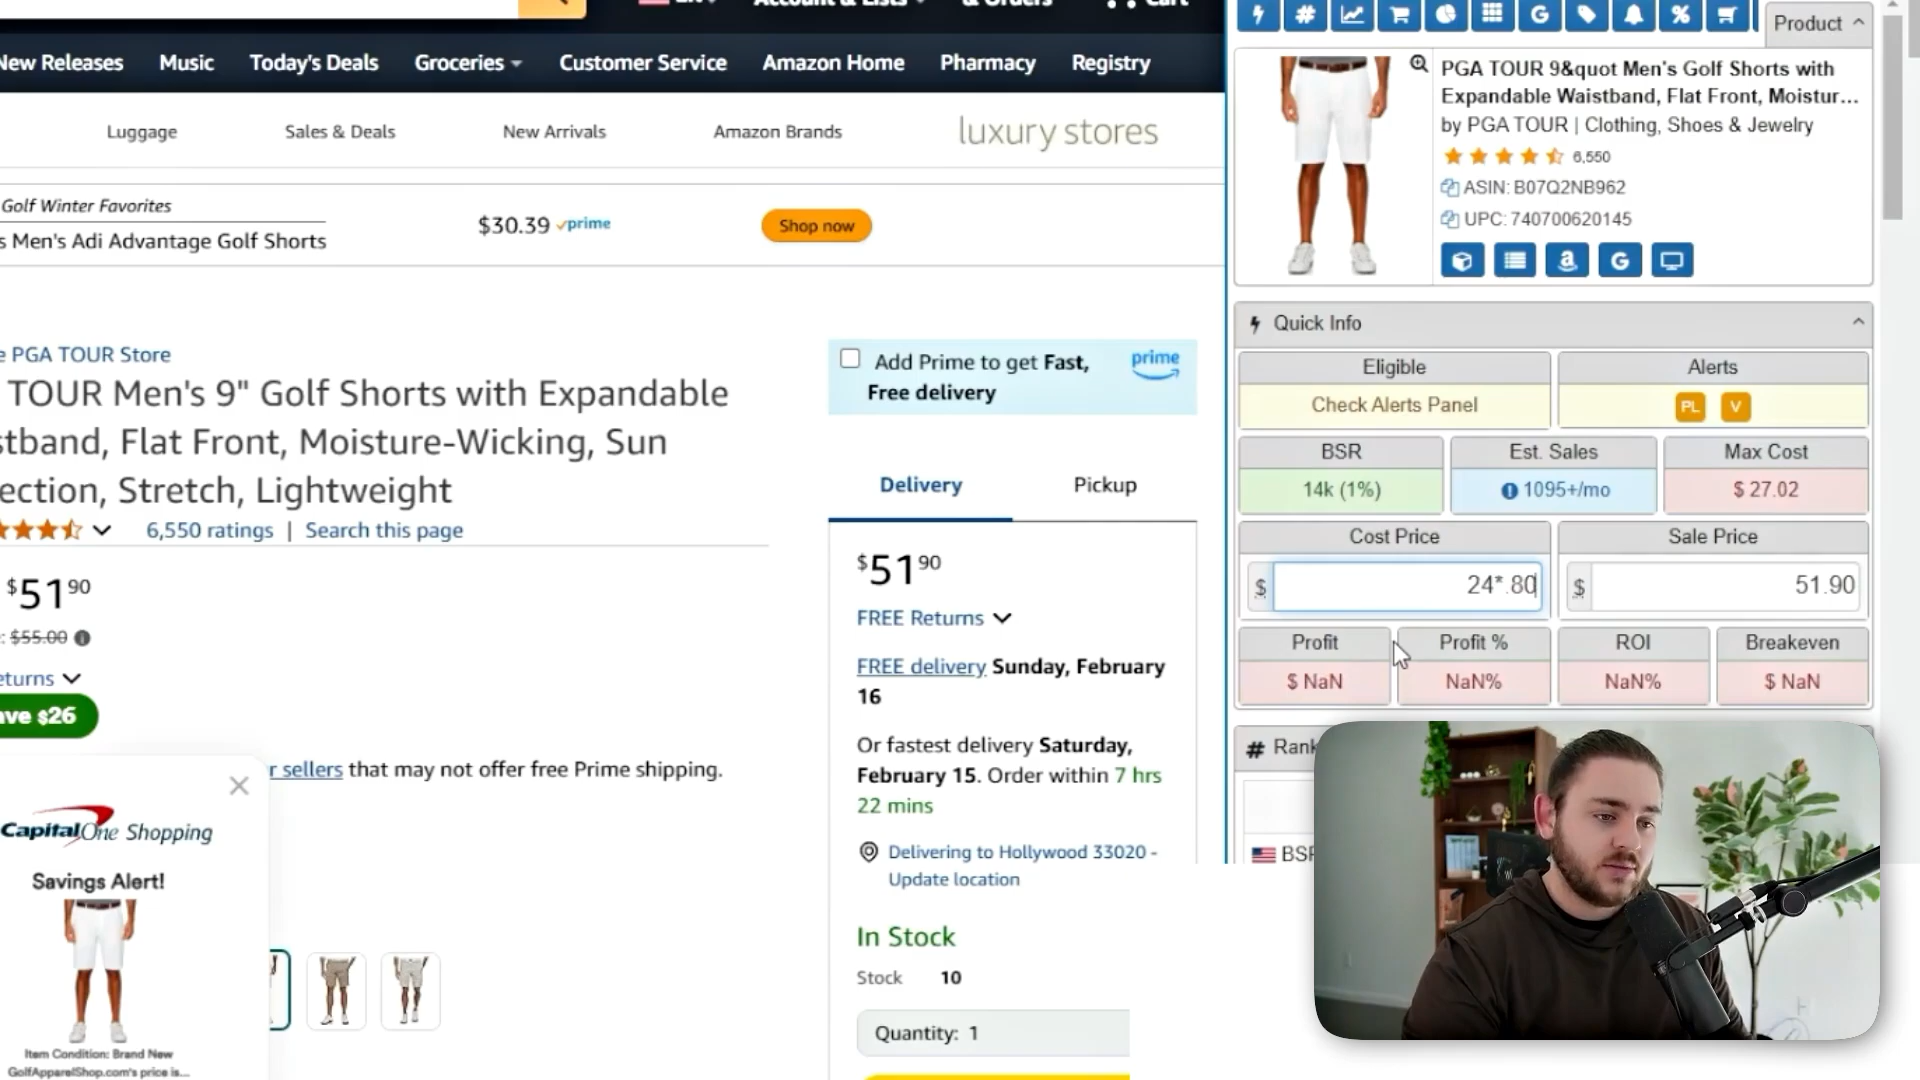 Account & Lists
& Orders
Cart
New Releases
Music
Today's Deals
Groceries
Customer Service
Amazon Home
Pharmacy
Registry
Luggage
Sales & Deals
New Arrivals
Amazon Brands
luxury stores
Golf Winter Favorites
s Men's Adi Advantage Golf Shorts
$30.39 prime
Shop now
e PGA TOUR Store
TOUR Men's 9" Golf Shorts with Expandable
stband, Flat Front, Moisture-Wicking, Sun
ection, Stretch, Lightweight
6,550 ratings | Search this page
$51 90
: $55.00
eturns
ave $26
r sellers that may not offer free Prime shipping.
CapitalOne Shopping
Savings Alert!
Item Condition: Brand New
GolfApparelShop.com's price is...
Add Prime to get Fast,
Free delivery
prime
Delivery
Pickup
$51 90
FREE Returns
FREE delivery Sunday, February
16
Or fastest delivery Saturday,
February 15. Order within 7 hrs
22 mins
Delivering to Hollywood 33020 -
Update location
In Stock
Stock 10
Quantity: 1
Product
PGA TOUR 9&quot Men's Golf Shorts with
Expandable Waistband, Flat Front, Moistur...
by PGA TOUR | Clothing, Shoes & Jewelry
6,550
ASIN: B07Q2NB962
UPC: 740700620145
Quick Info
Eligible
Alerts
Check Alerts Panel
PL V
BSR
Est. Sales
Max Cost
14k (1%)
1095+/mo
$ 27.02
Cost Price
Sale Price
$ 24*.80
$ 51.90
Profit
Profit %
ROI
Breakeven
$ NaN
NaN%
NaN%
$ NaN
# Rank
BSR